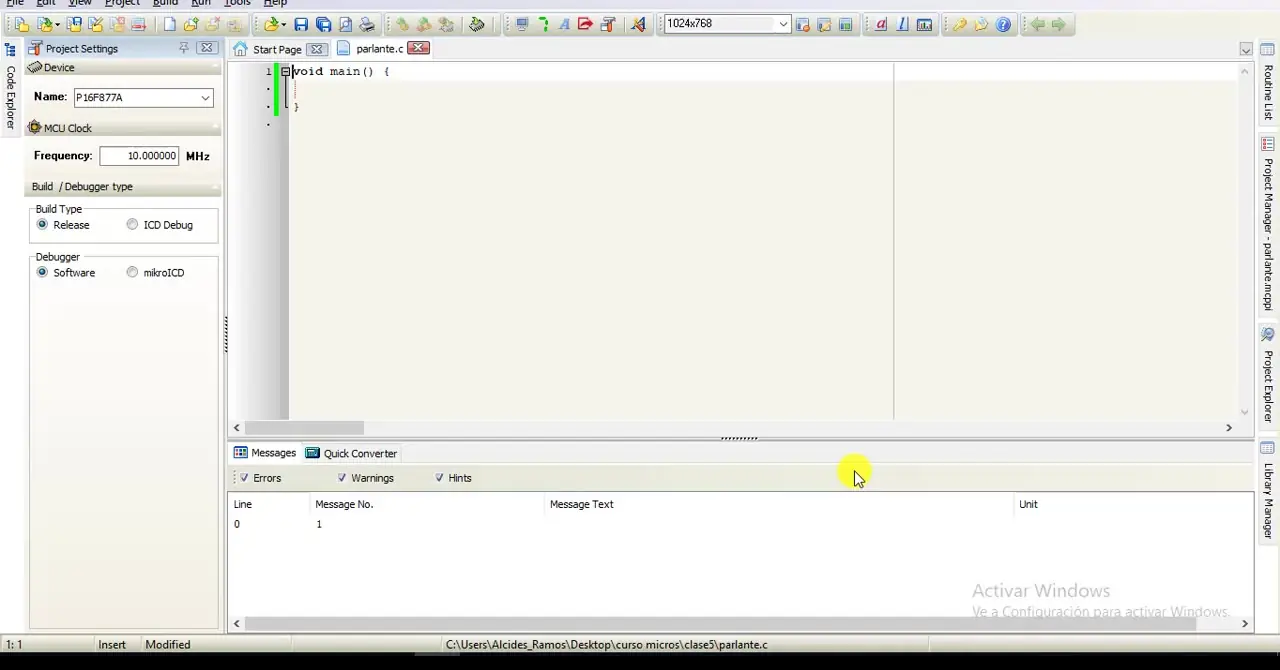 File Edit View Project Build Run Tools Help
1024x768
Project Settings
Start Page
parlante.c
Device
Name: P16F877A
MCU Clock
Frequency: 10.000000 MHz
Build / Debugger type
Build Type
Release ICD Debug
Debugger
Software mikroICD
Code Explorer
1 void main() {
}
Routine List
Project Manager - parlante.mcppi
Project Explorer
Library Manager
Messages Quick Converter
Errors Warnings Hints
Line Message No. Message Text Unit
0 1
Activar Windows
Ve a Configuración para activar Windows.
1: 1 Insert Modified C:\Users\Alcides_Ramos\Desktop\curso micros\clase5\parlante.c